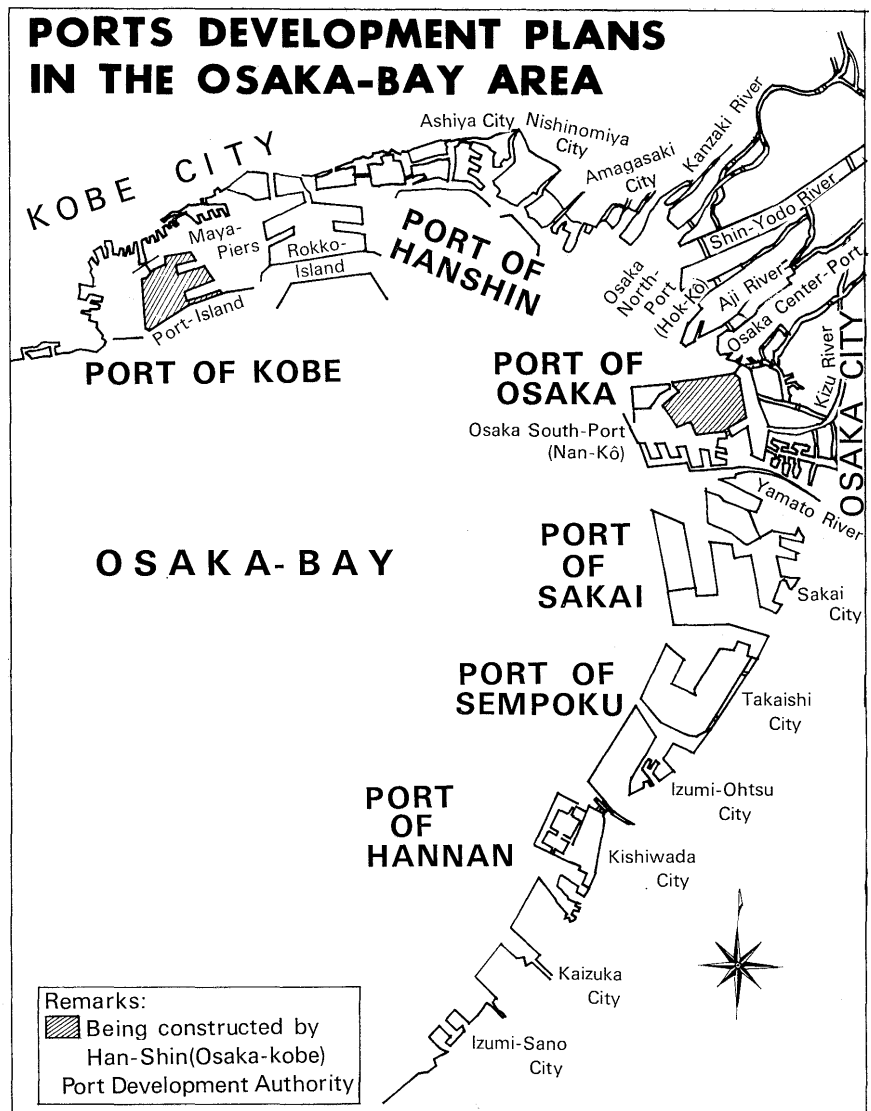 PORTS DEVELOPMENT PLANS
IN THE OSAKA-BAY AREA
KOBE CITY
Ashiya City
Nishinomiya
City
Amagasaki
City
Kanzaki River
Shin-Yodo River
Maya-
Piers
Rokko-
Island
Port-Island
PORT OF
HANSHIN
Osaka
North-
Port
(Hok-Kô)
Aji River
Osaka Center-Port
Kizu River
OSAKA CITY
PORT OF KOBE
PORT OF
OSAKA
Osaka South-Port
(Nan-Kô)
Yamato River
OSAKA-BAY
PORT
OF
SAKAI
Sakai
City
PORT OF
SEMPOKU
Takaishi
City
Izumi-Ohtsu
City
PORT
OF
HANNAN
Kishiwada
City
Kaizuka
City
Izumi-Sano
City
Remarks:
Being constructed by
Han-Shin(Osaka-kobe)
Port Development Authority